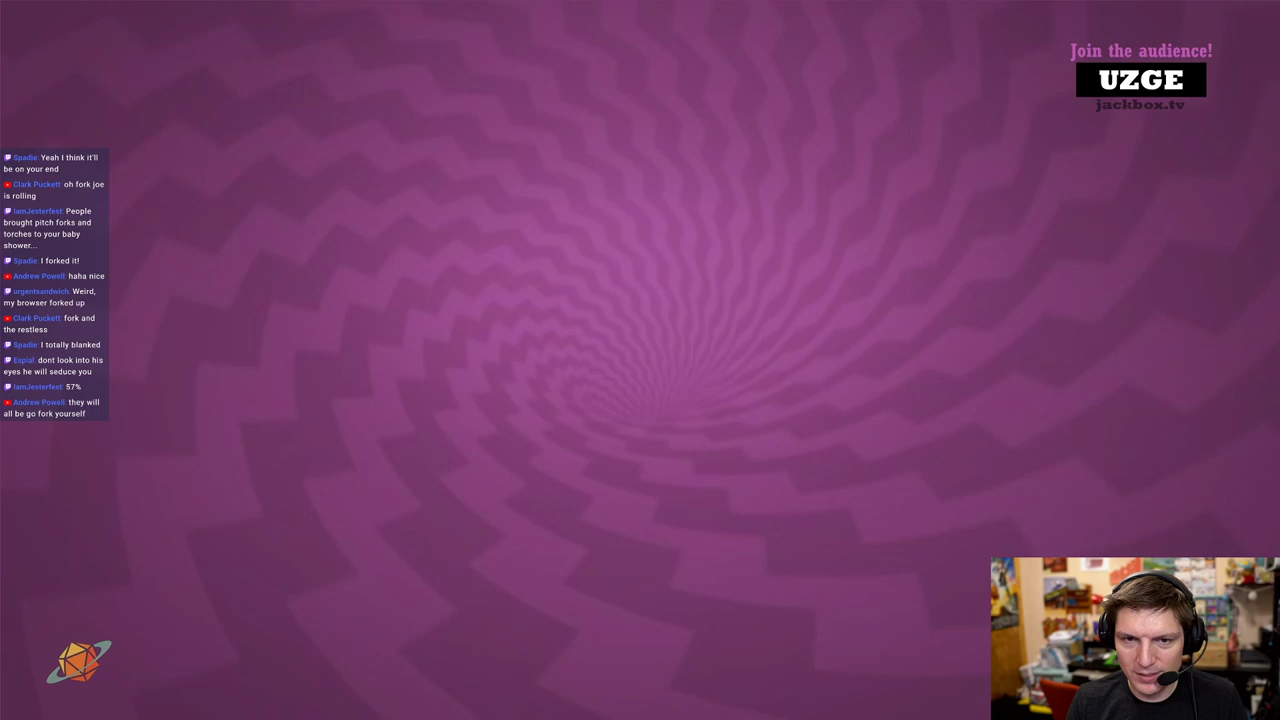 Join the audience!
UZGE
jackbox.tv
Spadie: Yeah I think it'll
be on your end
Clark Puckett: oh fork joe
is rolling
IamJesterfest: People
brought pitch forks and
torches to your baby
shower...
Spadie: I forked it!
Andrew Powell: haha nice
urgentxandwich: Weird,
my browser forked up
Clark Puckett: fork and
the restless
Spadie: I totally blanked
Espial: dont look into his
eyes he will seduce you
IamJesterfest: 57%
Andrew Powell: they will
all be go fork yourself